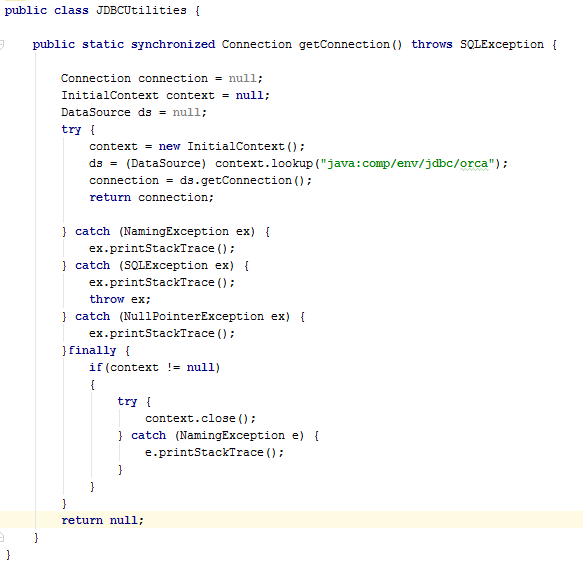 public class JDBCUtilities {
public static synchronized Connection getConnection() throws SQLException {
Connection connection = null;
InitialContext context = null;
DataSource ds = null;
try {
context = new InitialContext();
ds = (DataSource) context.lookup("java:comp/env/jdbc/orca");
connection = ds.getConnection();
return connection;
} catch (NamingException ex) {
ex.printStackTrace();
} catch (SQLException ex) {
ex.printStackTrace();
throw ex;
} catch (NullPointerException ex) {
ex.printStackTrace();
}finally {
if(context != null)
{
try {
context.close();
} catch (NamingException e) {
e.printStackTrace();
}
}
}
return null;
}
}